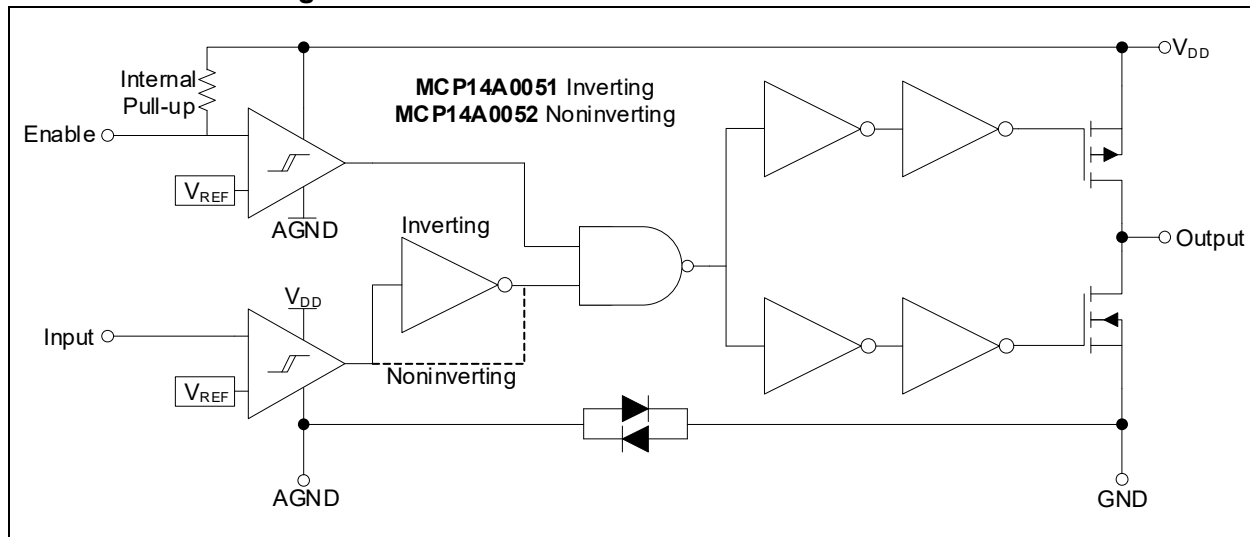 V_DD
Internal
Pull-up
MCP14A0051 Inverting
MCP14A0052 Noninverting
Enable
V_REF
AGND
Inverting
Output
V_DD
Input
Noninverting
V_REF
AGND
GND